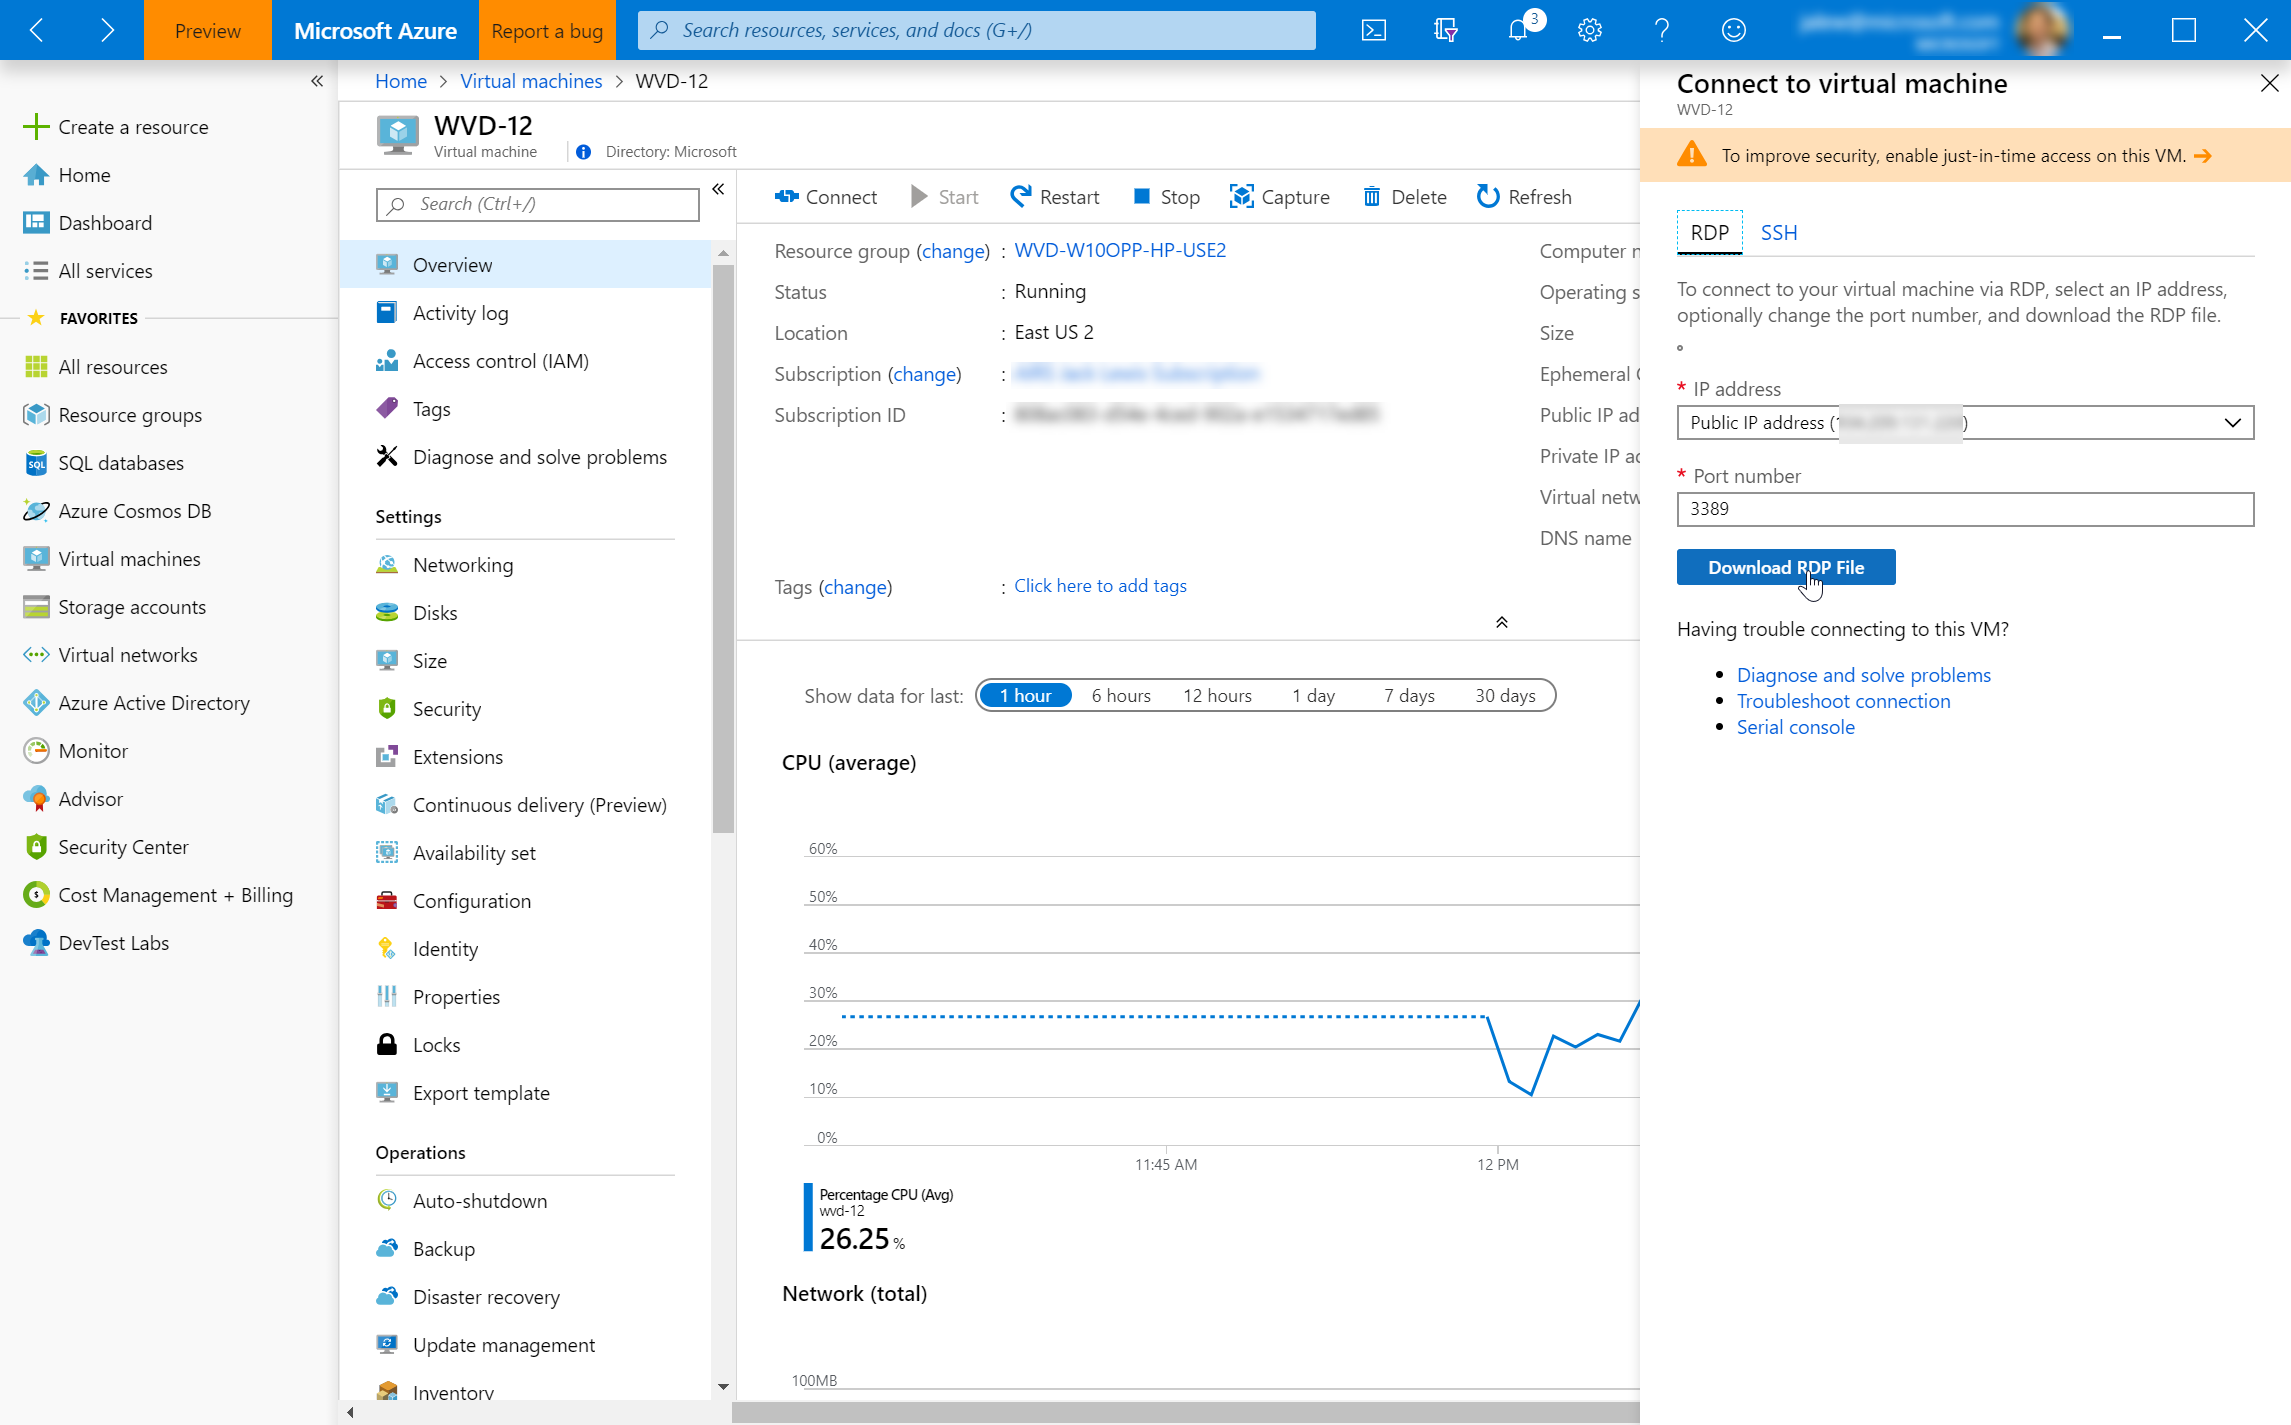 Preview
Microsoft Azure
Report a bug
Search resources, services, and docs (G+/)
3
Create a resource
Home
Dashboard
All services
FAVORITES
All resources
Resource groups
SQL databases
Azure Cosmos DB
Virtual machines
Storage accounts
Virtual networks
Azure Active Directory
Monitor
Advisor
Security Center
Cost Management + Billing
DevTest Labs
Home > Virtual machines > WVD-12
WVD-12
Virtual machine
Directory: Microsoft
Search (Ctrl+/)
Overview
Activity log
Access control (IAM)
Tags
Diagnose and solve problems
Settings
Networking
Disks
Size
Security
Extensions
Continuous delivery (Preview)
Availability set
Configuration
Identity
Properties
Locks
Export template
Operations
Auto-shutdown
Backup
Disaster recovery
Update management
Inventory
Connect Start Restart Stop Capture Delete Refresh
Resource group (change) : WVD-W10OPP-HP-USE2
Status : Running
Location : East US 2
Subscription (change) :
Subscription ID :
Computer n
Operating s
Size
Ephemeral
Public IP ad
Private IP ad
Virtual netw
DNS name
Tags (change) : Click here to add tags
Show data for last: 1 hour 6 hours 12 hours 1 day 7 days 30 days
CPU (average)
60%
50%
40%
30%
20%
10%
0%
11:45 AM 12 PM
Percentage CPU (Avg)
wvd-12
26.25 %
Network (total)
100MB
Connect to virtual machine
WVD-12
To improve security, enable just-in-time access on this VM.
RDP SSH
To connect to your virtual machine via RDP, select an IP address,
optionally change the port number, and download the RDP file.
* IP address
Public IP address ( )
* Port number
3389
Download RDP File
Having trouble connecting to this VM?
Diagnose and solve problems
Troubleshoot connection
Serial console